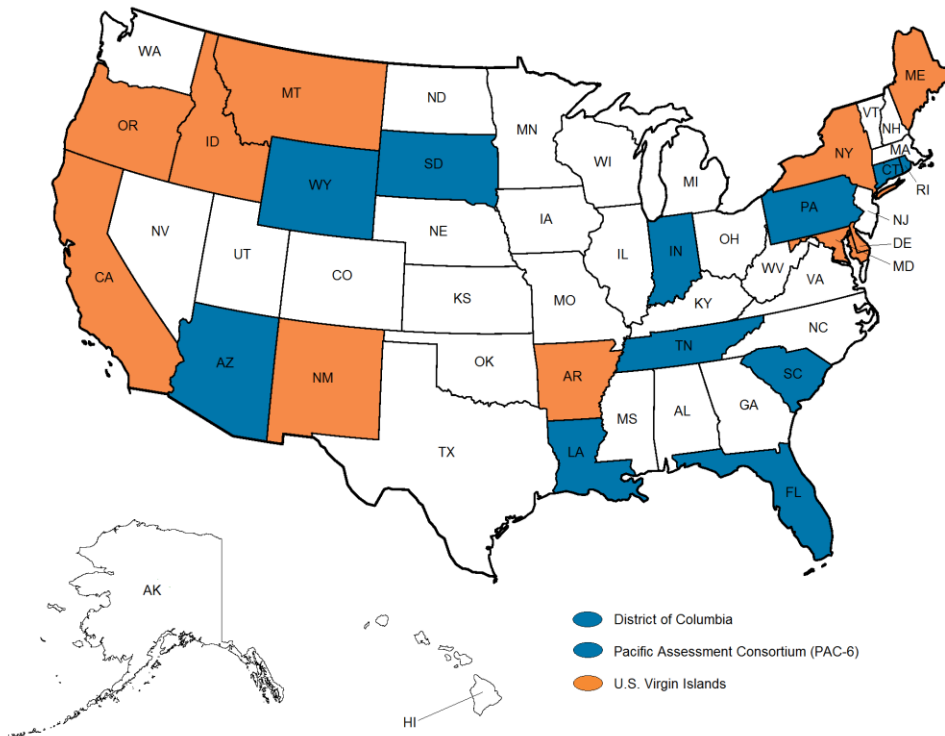 WA
MT
ND
MN
ME
VT
NH
OR
ID
SD
WI
NY
MA
WY
MI
CT
RI
IA
PA
NJ
NE
NV
UT
IL
IN
OH
DE
CO
WV
MD
CA
VA
KS
MO
KY
NC
TN
AZ
NM
OK
AR
SC
MS
AL
GA
TX
LA
FL
AK
District of Columbia
Pacific Assessment Consortium (PAC-6)
U.S. Virgin Islands
HI